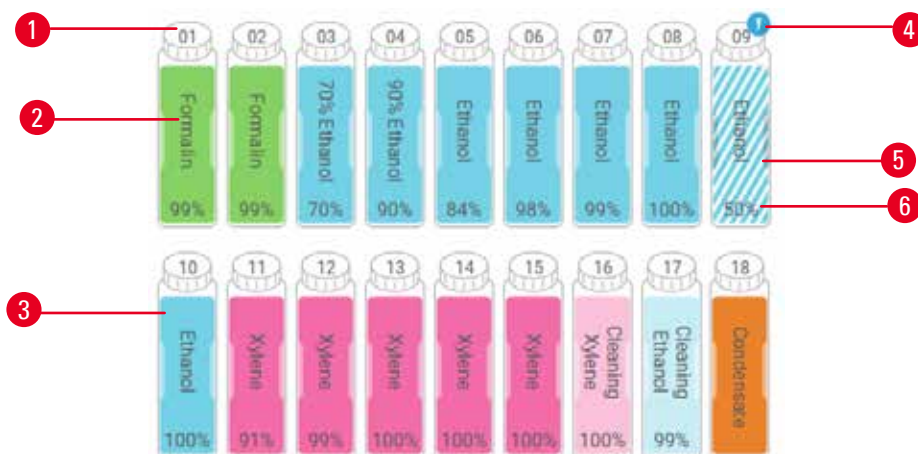 1
01 02 03 04 05 06 07 08 09
4
2
Formalin Formalin 70% Ethanol 90% Ethanol Ethanol Ethanol Ethanol Ethanol Ethanol
5
99% 99% 70% 90% 84% 98% 99% 100% 50%
6
10 11 12 13 14 15 16 17 18
3
Ethanol Xylene Xylene Xylene Xylene Xylene Cleaning Xylene Cleaning Ethanol Condensate
100% 91% 99% 100% 100% 100% 100% 99%